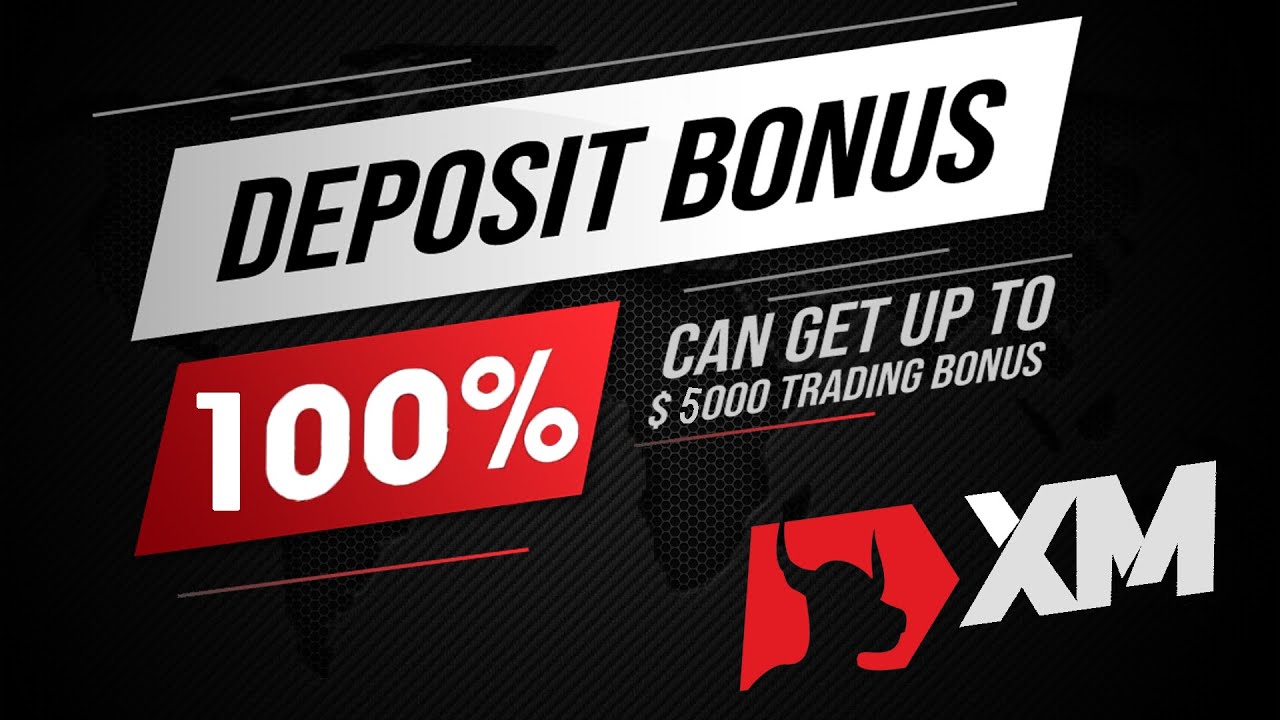 DEPOSIT BONUS
100%
CAN GET UP TO
$ 5000 TRADING BONUS
XM